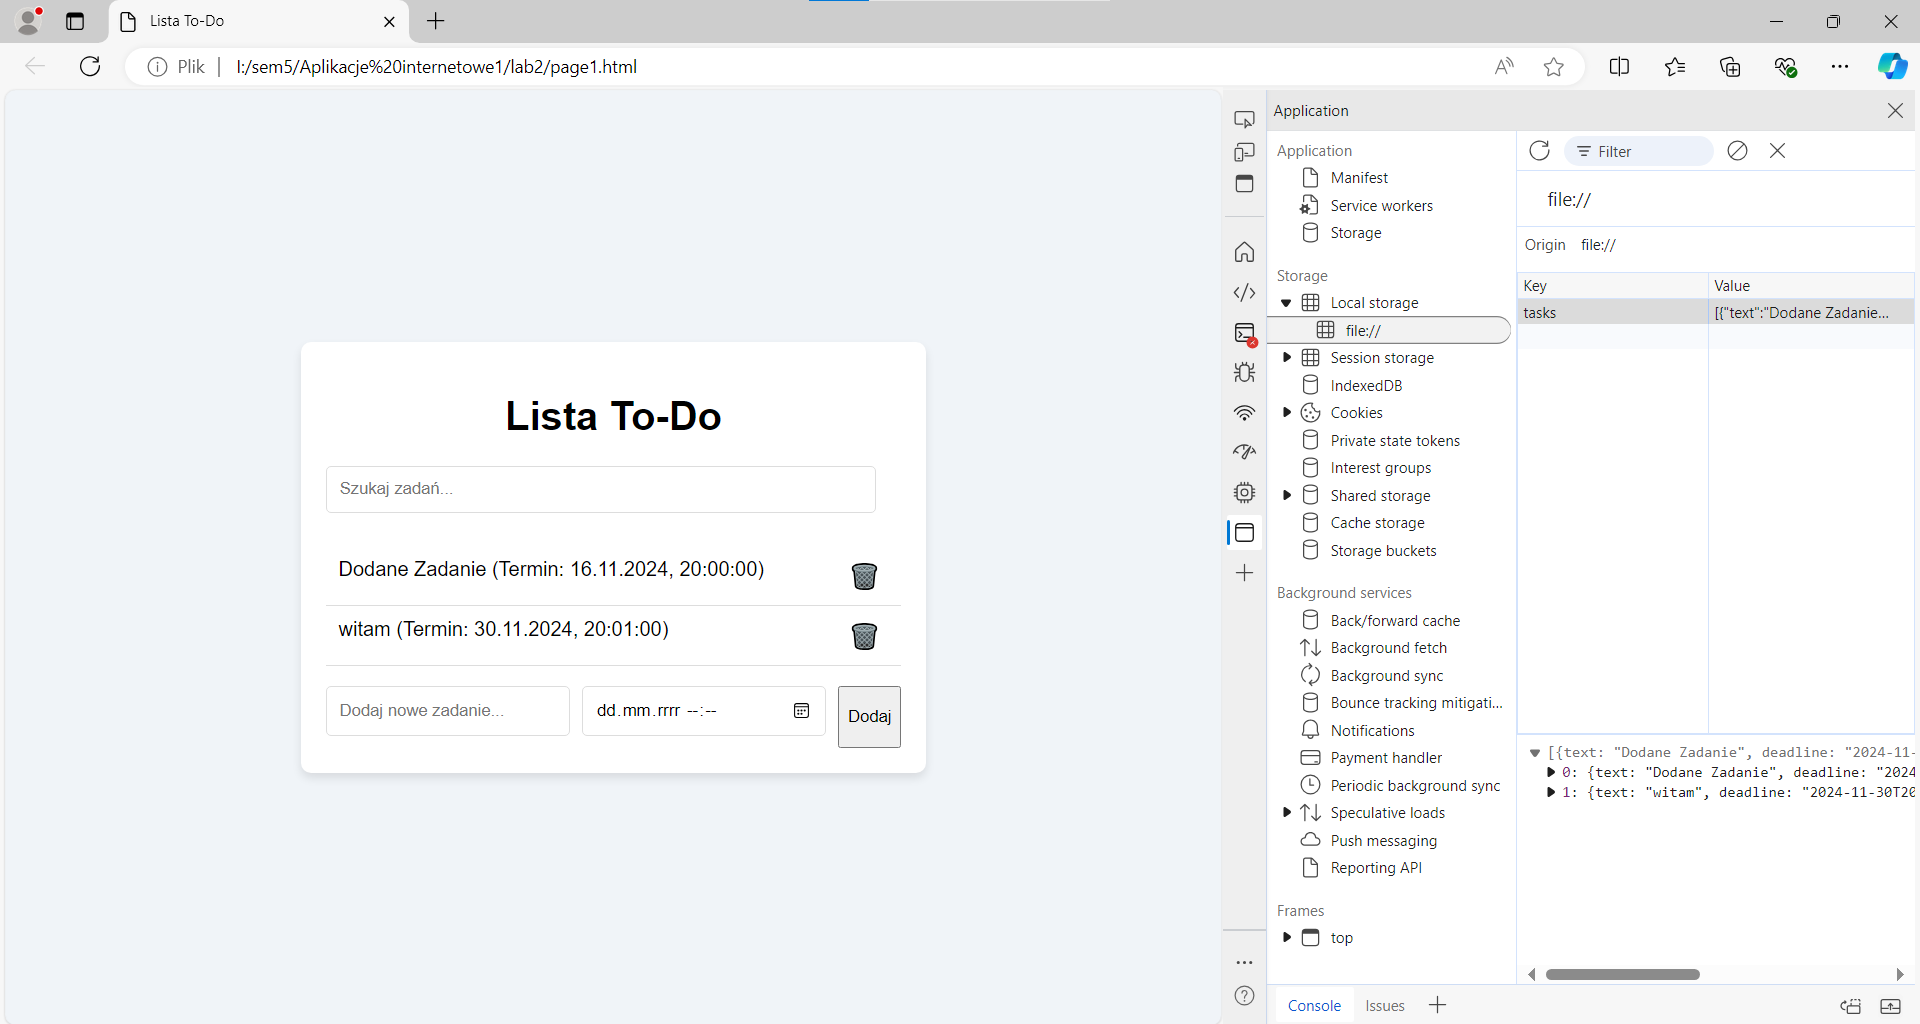 Lista To-Do
Plik
I:/sem5/Aplikacje%20internetowe1/lab2/page1.html
Lista To-Do
Szukaj zadań...
Dodane Zadanie (Termin: 16.11.2024, 20:00:00)
witam (Termin: 30.11.2024, 20:01:00)
Dodaj nowe zadanie...
dd.mm.rrrr --:--
Dodaj
Application
Application
Manifest
Service workers
Storage
Storage
Local storage
file://
Session storage
IndexedDB
Cookies
Private state tokens
Interest groups
Shared storage
Cache storage
Storage buckets
Background services
Back/forward cache
Background fetch
Background sync
Bounce tracking mitigati...
Notifications
Payment handler
Periodic background sync
Speculative loads
Push messaging
Reporting API
Frames
top
Filter
file://
Origin file://
Key Value
tasks [{"text":"Dodane Zadanie...
[{text: "Dodane Zadanie", deadline: "2024-11-
0: {text: "Dodane Zadanie", deadline: "2024
1: {text: "witam", deadline: "2024-11-30T20
Console Issues